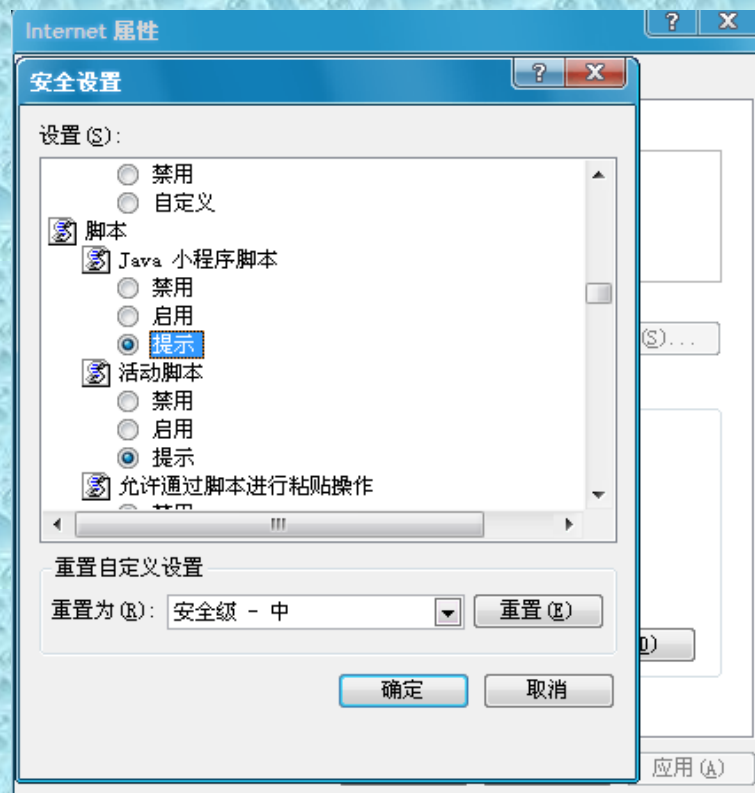 Internet 属性
安全设置
设置(S):
禁用
自定义
脚本
Java 小程序脚本
禁用
启用
提示
(S)...
活动脚本
禁用
启用
提示
允许通过脚本进行粘贴操作
重置自定义设置
重置为(R): 安全级 - 中 重置(E)
确定 取消
应用(A)